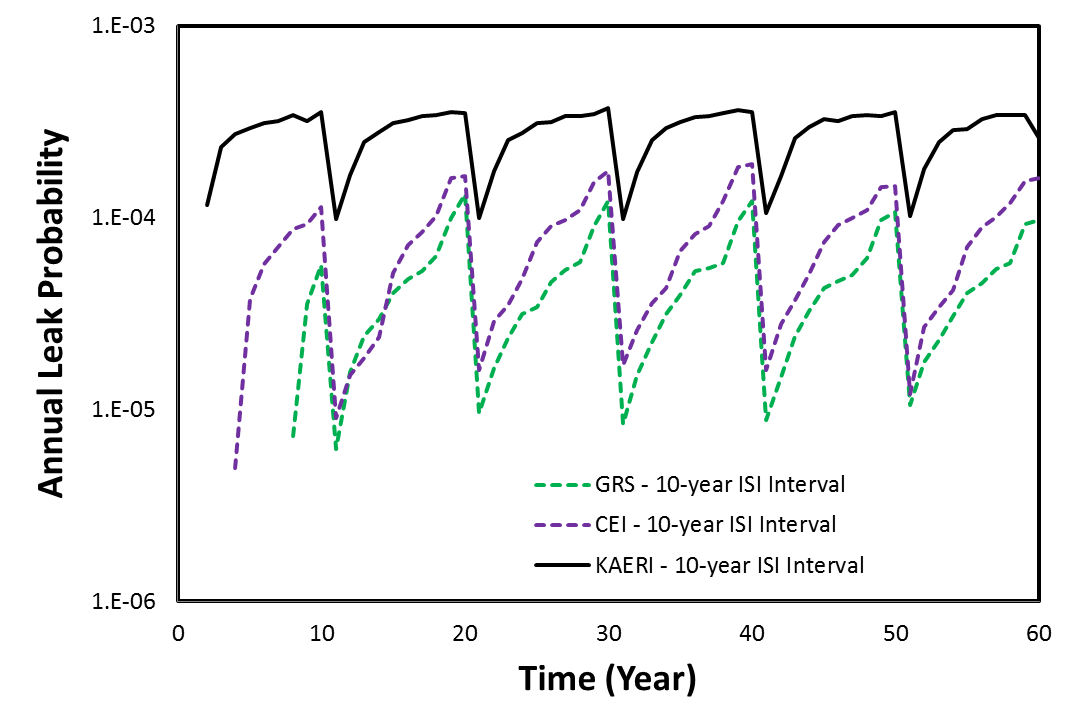 1.E-03
1.E-04
1.E-05
1.E-06
Annual Leak Probability
GRS - 10-year ISI Interval
CEI - 10-year ISI Interval
KAERI - 10-year ISI Interval
0 10 20 30 40 50 60
Time (Year)